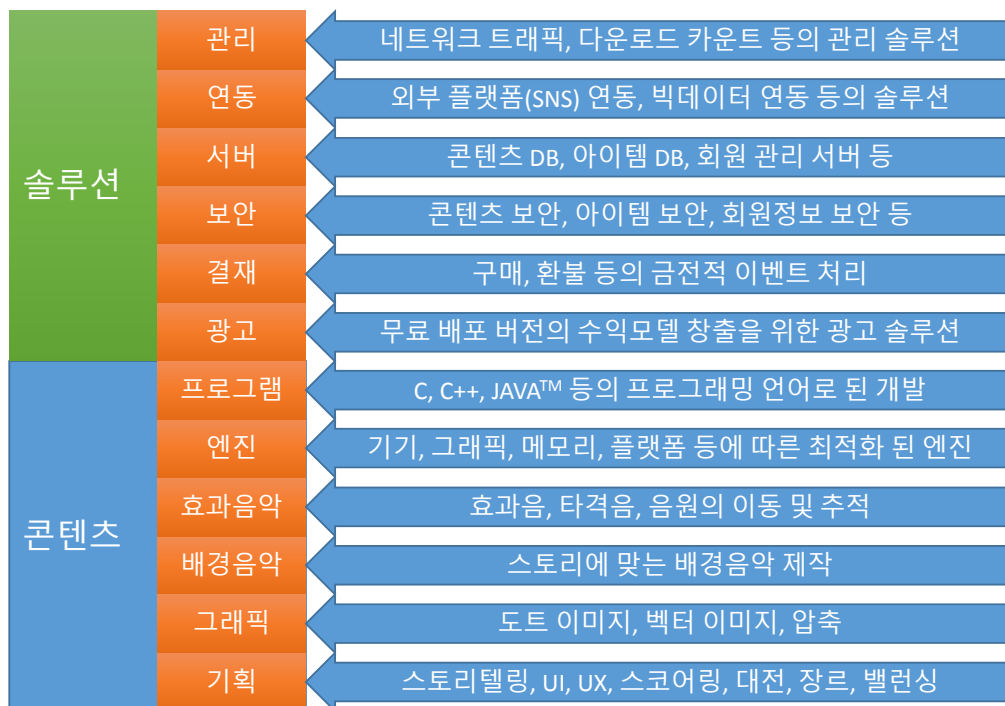 솔루션
관리
네트워크 트래픽, 다운로드 카운트 등의 관리 솔루션
연동
외부 플랫폼(SNS) 연동, 빅데이터 연동 등의 솔루션
서버
콘텐츠 DB, 아이템 DB, 회원 관리 서버 등
보안
콘텐츠 보안, 아이템 보안, 회원정보 보안 등
결재
구매, 환불 등의 금전적 이벤트 처리
광고
무료 배포 버전의 수익모델 창출을 위한 광고 솔루션
콘텐츠
프로그램
C, C++, JAVA™ 등의 프로그래밍 언어로 된 개발
엔진
기기, 그래픽, 메모리, 플랫폼 등에 따른 최적화 된 엔진
효과음악
효과음, 타격음, 음원의 이동 및 추적
배경음악
스토리에 맞는 배경음악 제작
그래픽
도트 이미지, 벡터 이미지, 압축
기획
스토리텔링, UI, UX, 스코어링, 대전, 장르, 밸런싱